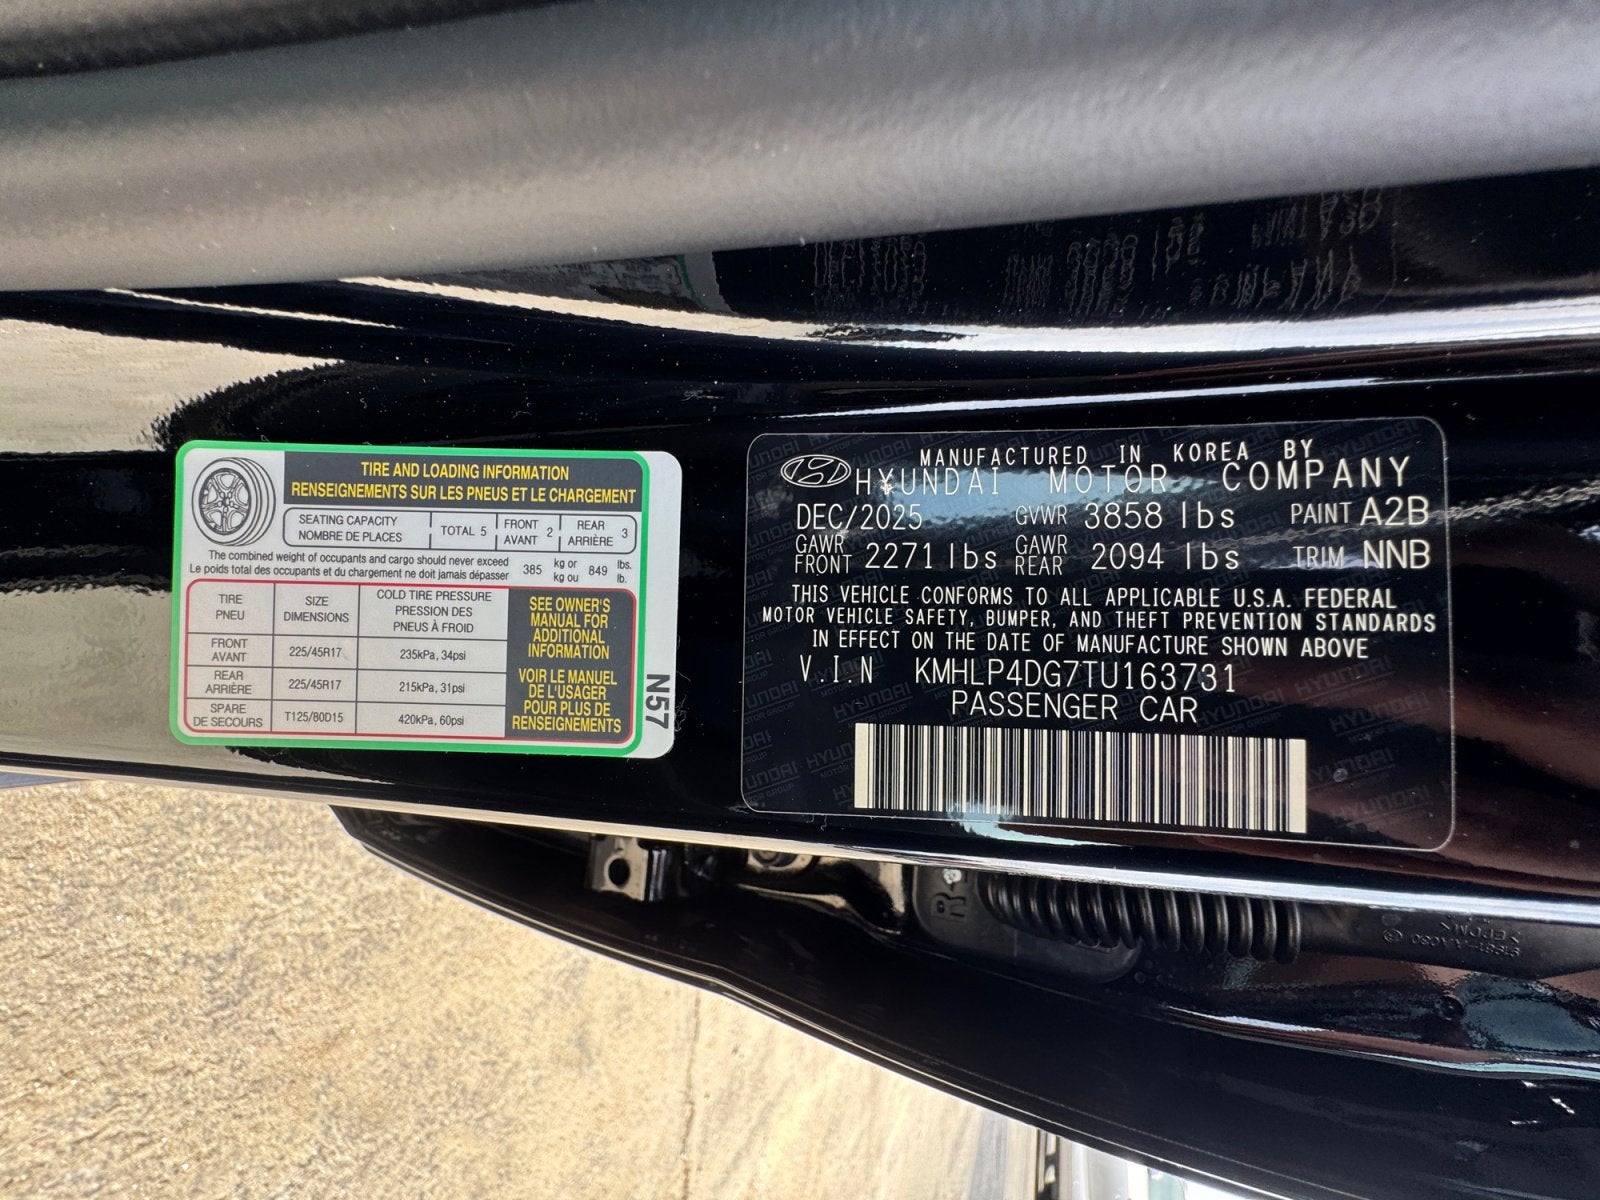 TIRE AND LOADING INFORMATION
RENSEIGNEMENTS SUR LES PNEUS ET LE CHARGEMENT
SEATING CAPACITY
NOMBRE DE PLACES
TOTAL 5
FRONT
AVANT 2
REAR
ARRIÈRE 3
The combined weight of occupants and cargo should never exceed
Le poids total des occupants et du chargement ne doit jamais dépasser
385 kg or
kg ou 849 lbs.
lb.
TIRE
PNEU
SIZE
DIMENSIONS
COLD TIRE PRESSURE
PRESSION DES
PNEUS À FROID
FRONT
AVANT
225/45R17
235kPa, 34psi
REAR
ARRIÈRE
225/45R17
215kPa, 31psi
SPARE
DE SECOURS
T125/80D15
420kPa, 60psi
SEE OWNER'S
MANUAL FOR
ADDITIONAL
INFORMATION
VOIR LE MANUEL
DE L'USAGER
POUR PLUS DE
RENSEIGNEMENTS
N57
MANUFACTURED IN KOREA BY
HYUNDAI MOTOR COMPANY
DEC/2025 GVWR 3858 lbs PAINT A2B
GAWR
FRONT 2271 lbs GAWR
REAR 2094 lbs TRIM NNB
THIS VEHICLE CONFORMS TO ALL APPLICABLE U.S.A. FEDERAL
MOTOR VEHICLE SAFETY, BUMPER, AND THEFT PREVENTION STANDARDS
IN EFFECT ON THE DATE OF MANUFACTURE SHOWN ABOVE
V.I.N KMHLP4DG7TU163731
PASSENGER CAR
R